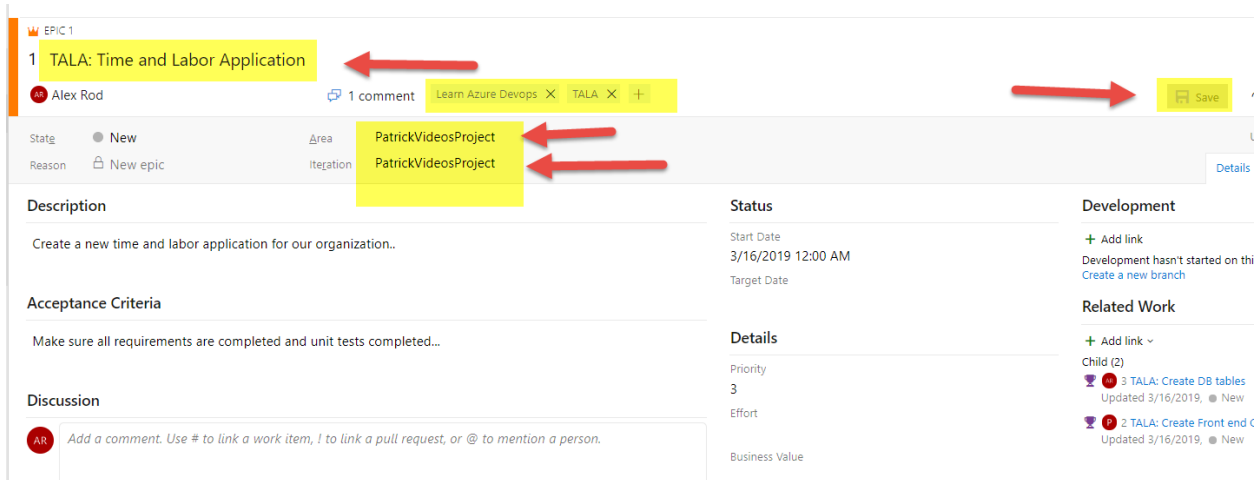 EPIC 1
1 TALA: Time and Labor Application
AR Alex Rod 1 comment Learn Azure Devops X TALA X + Save
State New Area PatrickVideosProject
Reason New epic Iteration PatrickVideosProject
Details
Description
Create a new time and labor application for our organization..
Acceptance Criteria
Make sure all requirements are completed and unit tests completed...
Discussion
AR Add a comment. Use # to link a work item, ! to link a pull request, or @ to mention a person.
Status
Start Date
3/16/2019 12:00 AM
Target Date
Details
Priority
3
Effort
Business Value
Development
+ Add link
Development hasn't started on thi
Create a new branch
Related Work
+ Add link
Child (2)
AR 3 TALA: Create DB tables
Updated 3/16/2019, New
P 2 TALA: Create Front end
Updated 3/16/2019, New